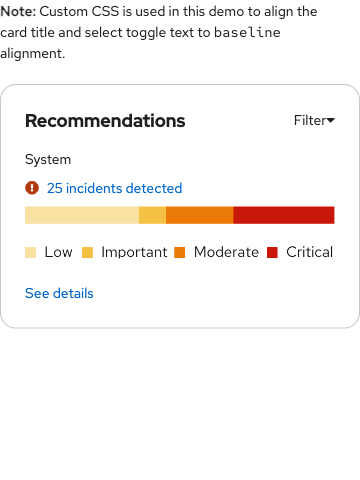 Note: Custom CSS is used in this demo to align the
card title and select toggle text to baseline
alignment.
Recommendations
Filter
System
25 incidents detected
Low Important Moderate Critical
See details